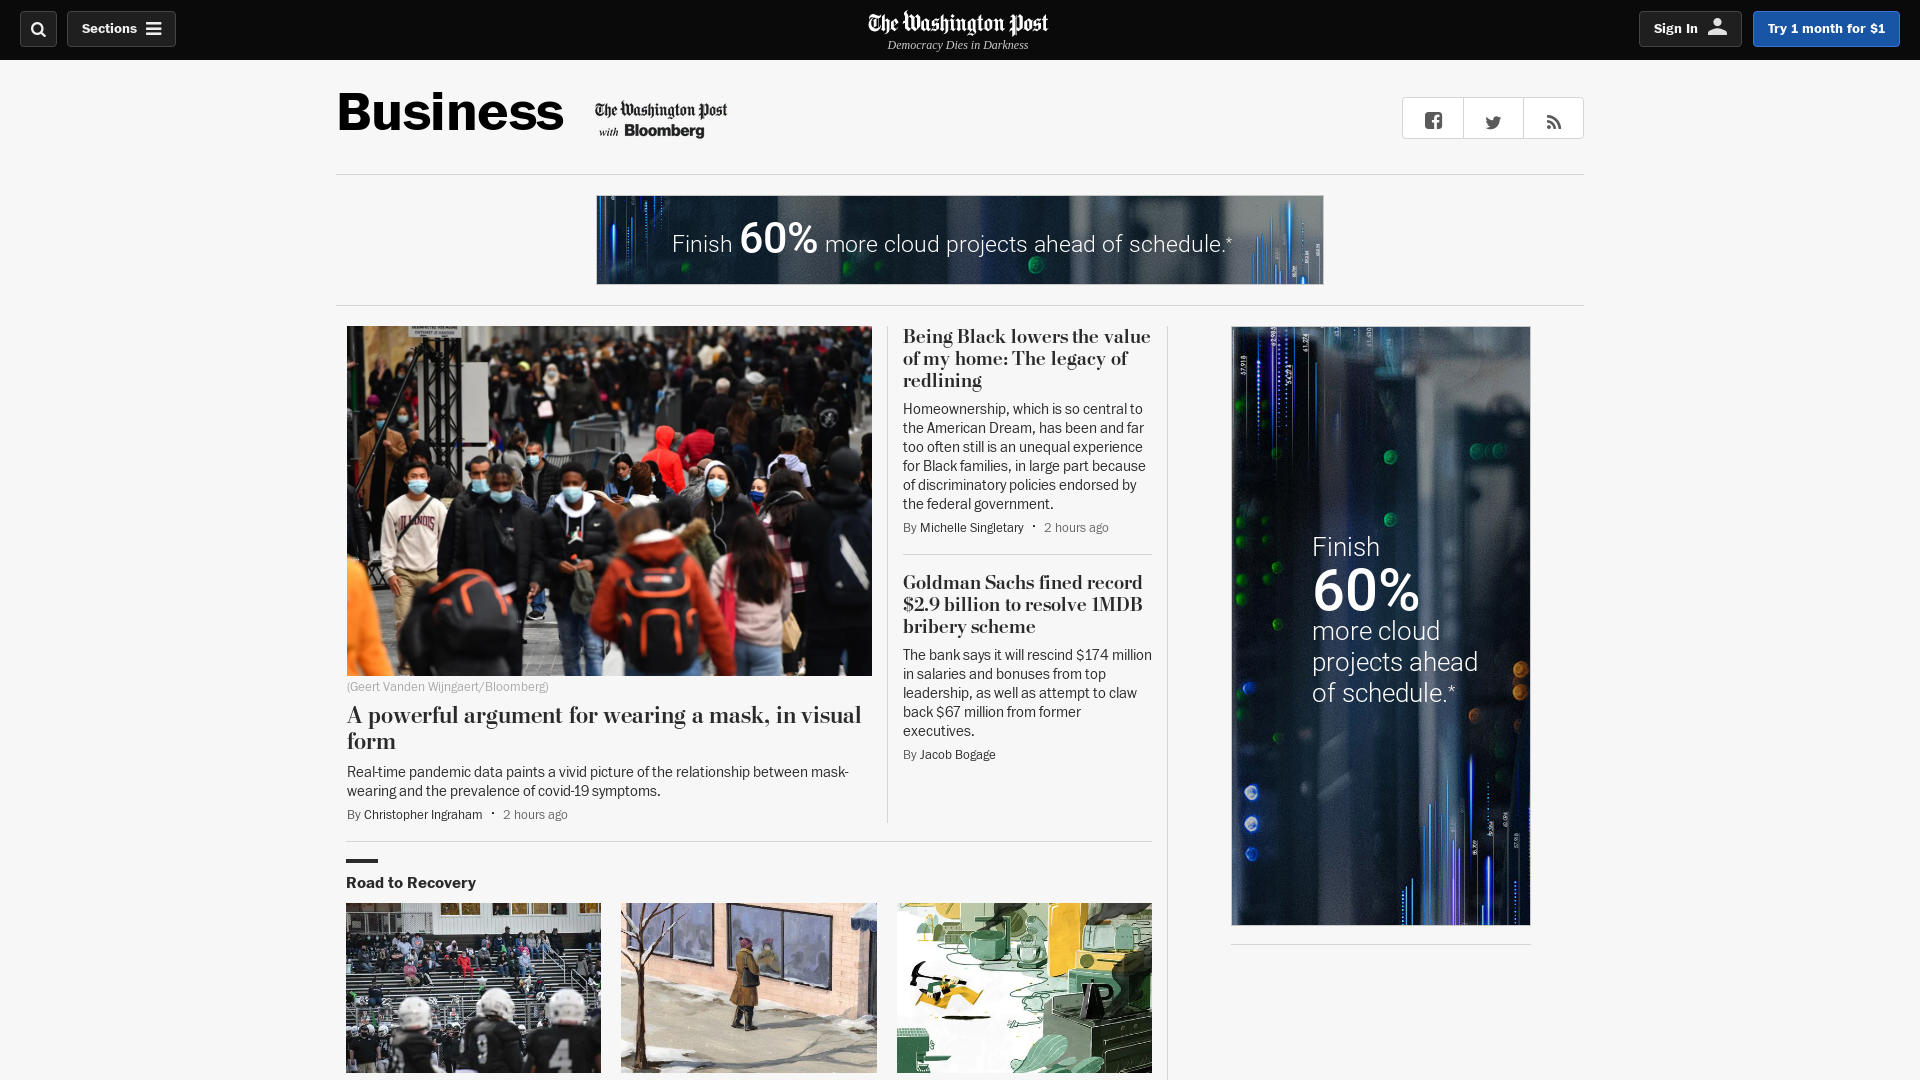 Sections
The Washington Post
Democracy Dies in Darkness
Sign In
Try 1 month for $1
Business
The Washington Post
with Bloomberg
Finish 60% more cloud projects ahead of schedule.*
(Geert Vanden Wijngaert/Bloomberg)
A powerful argument for wearing a mask, in visual
form
Real-time pandemic data paints a vivid picture of the relationship between mask-
wearing and the prevalence of covid-19 symptoms.
By Christopher Ingraham • 2 hours ago
Being Black lowers the value
of my home: The legacy of
redlining
Homeownership, which is so central to
the American Dream, has been and far
too often still is an unequal experience
for Black families, in large part because
of discriminatory policies endorsed by
the federal government.
By Michelle Singletary • 2 hours ago
Goldman Sachs fined record
$2.9 billion to resolve 1MDB
bribery scheme
The bank says it will rescind $174 million
in salaries and bonuses from top
leadership, as well as attempt to claw
back $67 million from former
executives.
By Jacob Bogage
Finish
60%
more cloud
projects ahead
of schedule.*
Road to Recovery
ILLINOIS
4